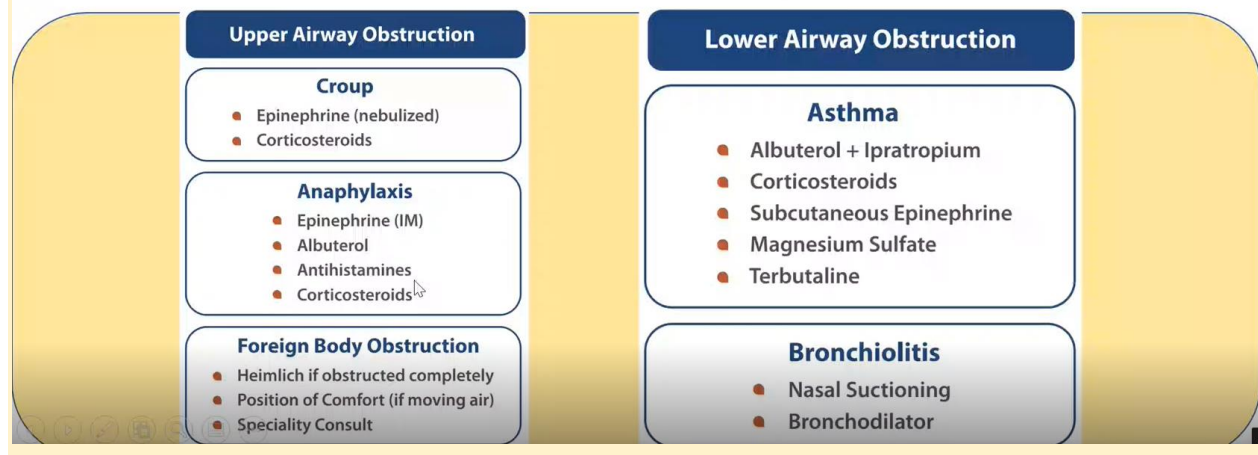 Upper Airway Obstruction
Croup
Epinephrine (nebulized)
Corticosteroids
Anaphylaxis
Epinephrine (IM)
Albuterol
Antihistamines
Corticosteroids
Foreign Body Obstruction
Heimlich if obstructed completely
Position of Comfort (if moving air)
Speciality Consult
Lower Airway Obstruction
Asthma
Albuterol + Ipratropium
Corticosteroids
Subcutaneous Epinephrine
Magnesium Sulfate
Terbutaline
Bronchiolitis
Nasal Suctioning
Bronchodilator